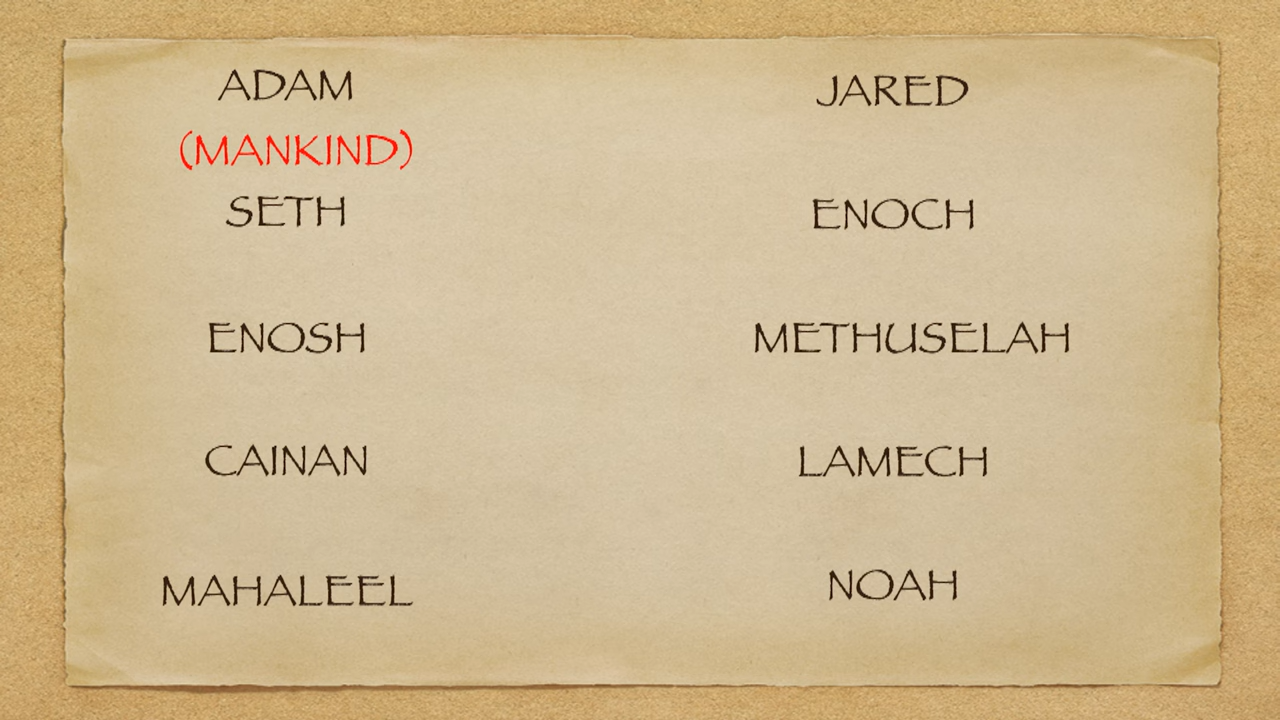 ADAM
(MANKIND)
SETH
ENOSH
CAINAN
MAHALEEL
JARED
ENOCH
METHUSELAH
LAMECH
NOAH